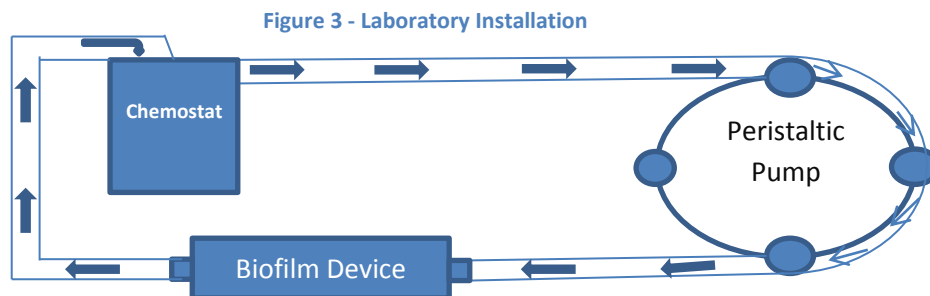 Figure 3 - Laboratory Installation
Chemostat
Peristaltic
Pump
Biofilm Device